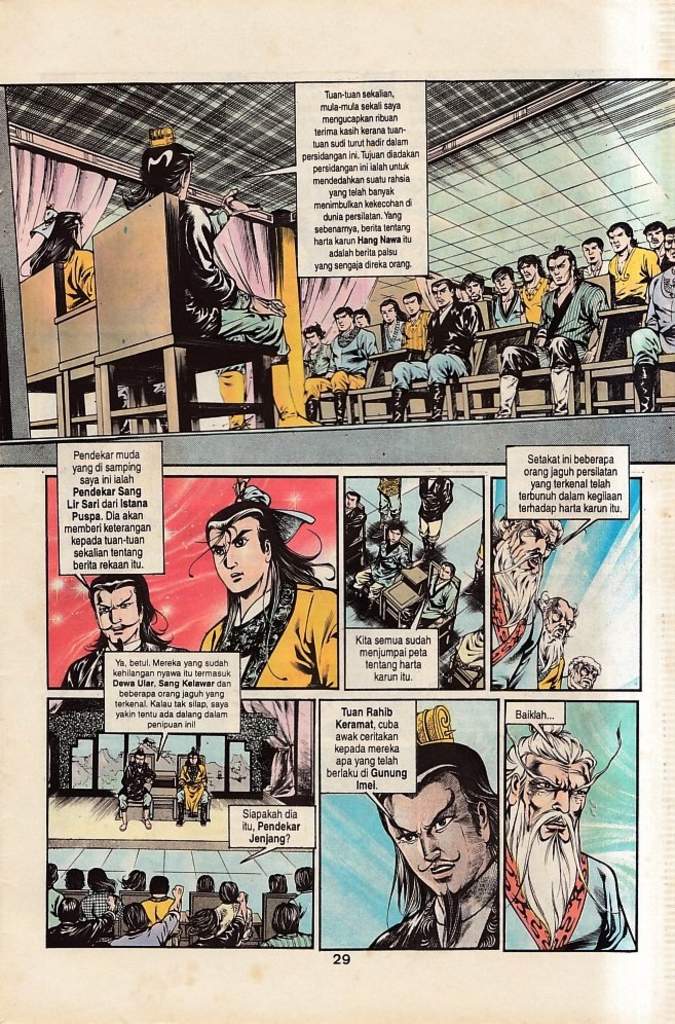 Tuan-tuan sekalian,
mula-mula sekali saya
mengucapkan ribuan
terima kasih kerana tuan-
tuan sudi turut hadir dalam
persidangan ini. Tujuan diadakan
persidangan ini ialah untuk
mendedahkan suatu rahsia
yang telah banyak
menimbulkan kekecohan di
dunia persilatan. Yang
sebenarnya, berita tentang
harta karun Hang Nawa itu
adalah berita palsu
yang sengaja direka orang.
Pendekar muda
yang di samping
saya ini ialah
Pendekar Sang
Lir Sari dari Istana
Puspa. Dia akan
memberi keterangan
kepada tuan-tuan
sekalian tentang
berita rekaan itu.
Kita semua sudah
menjumpai peta
tentang harta
karun itu.
Setakat ini beberapa
orang jaguh persilatan
yang terkenal telah
terbunuh dalam kegilaan
terhadap harta karun itu.
Ya, betul. Mereka yang sudah
kehilangan nyawa itu termasuk
Dewa Ular, Sang Kelawar dan
beberapa orang jaguh yang
terkenal. Kalau tak silap, saya
yakin tentu ada dalang dalam
penipuan ini!
Siapakah dia
itu, Pendekar
Jenjang?
Tuan Rahib
Keramat, cuba
awak ceritakan
kepada mereka
apa yang telah
berlaku di Gunung
Imei.
Baiklah...
29